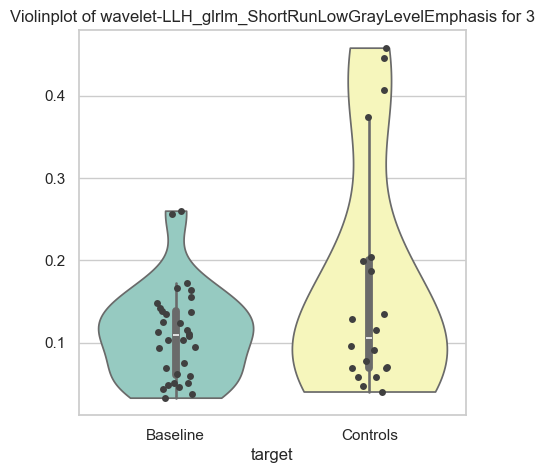 Violinplot of wavelet-LLH_glrlm_ShortRunLowGrayLevelEmphasis for 3
0.4
0.3
0.2
0.1
Baseline Controls
target